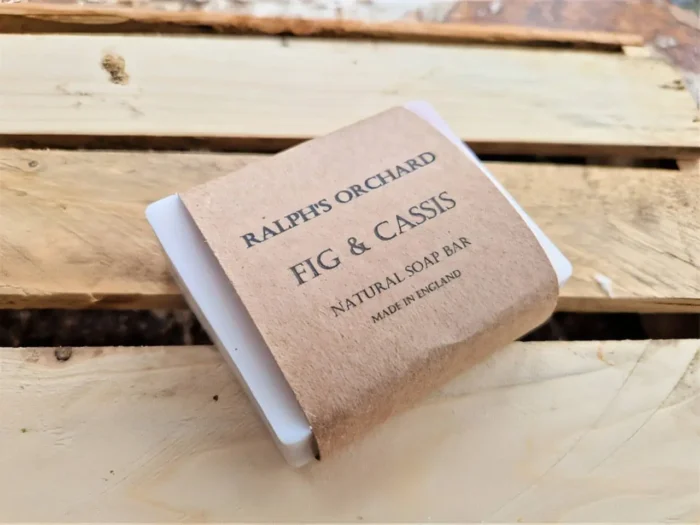 RALPH'S ORCHARD
FIG & CASSIS
NATURAL SOAP BAR
MADE IN ENGLAND